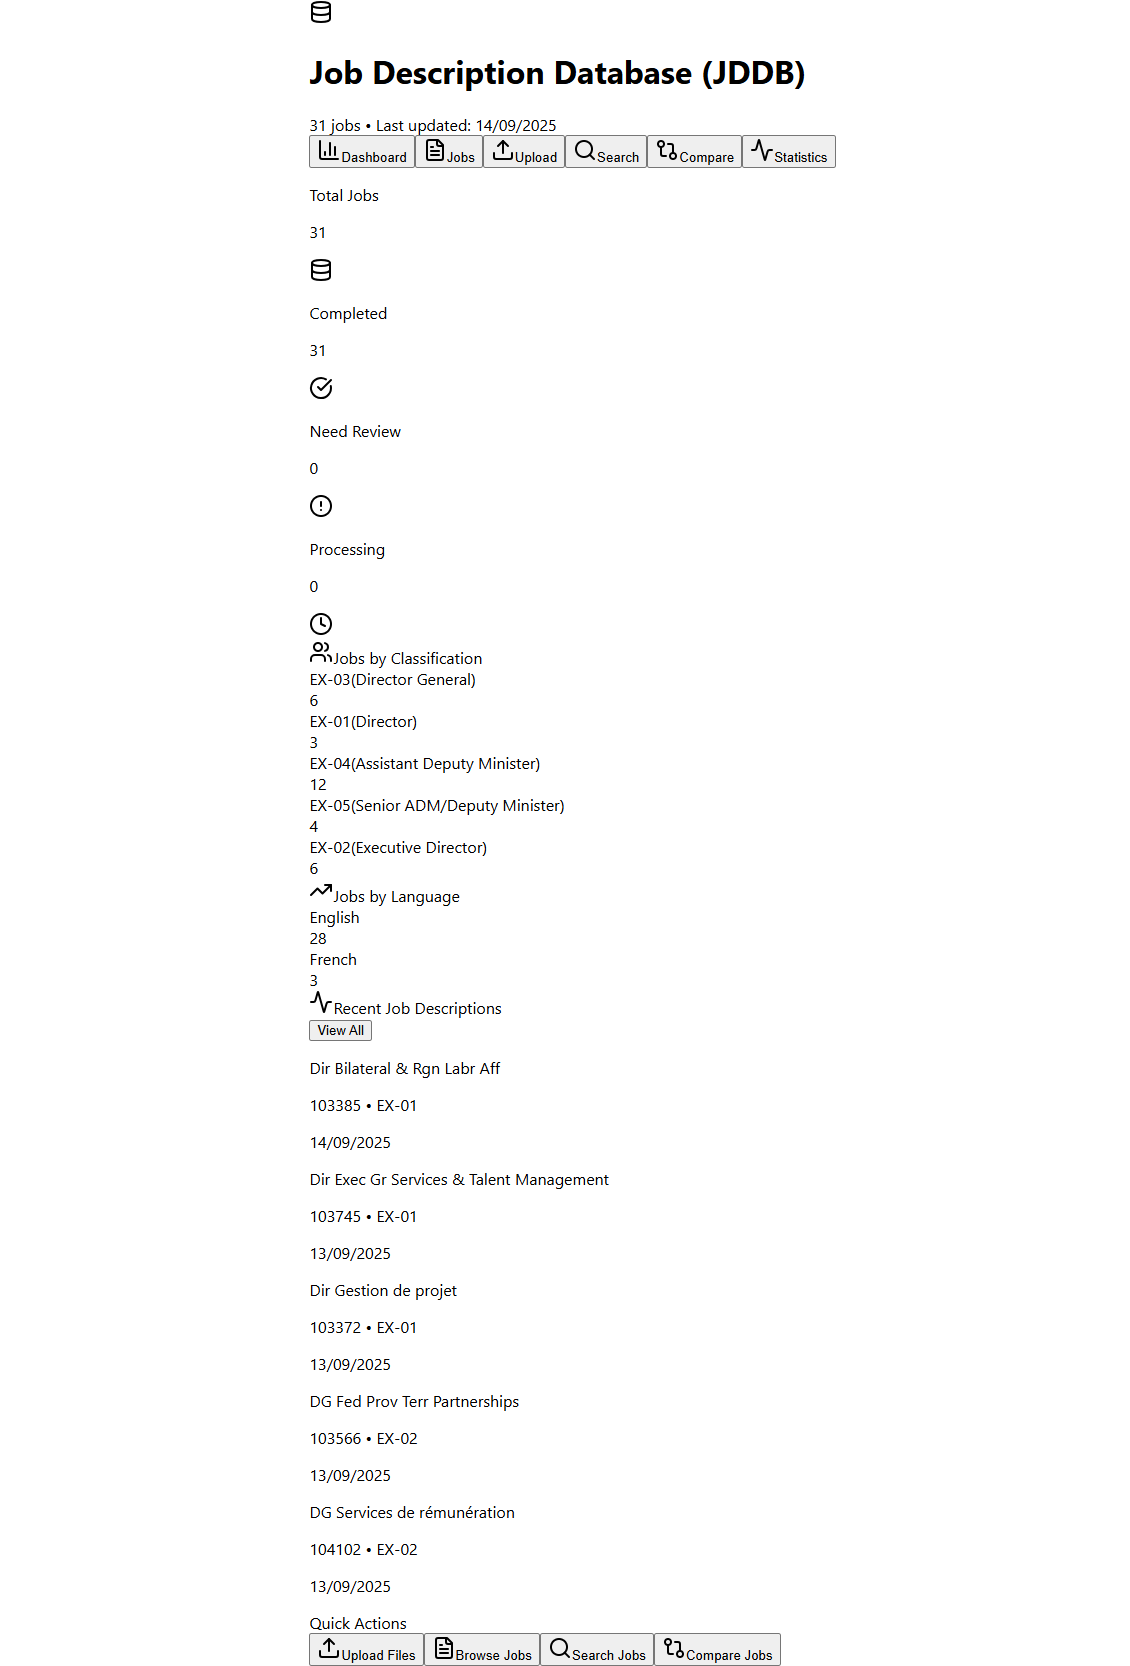 Job Description Database (JDDB)
31 jobs • Last updated: 14/09/2025
Dashboard Jobs Upload Search Compare Statistics
Total Jobs
31
Completed
31
Need Review
0
Processing
0
Jobs by Classification
EX-03(Director General)
6
EX-01(Director)
3
EX-04(Assistant Deputy Minister)
12
EX-05(Senior ADM/Deputy Minister)
4
EX-02(Executive Director)
6
Jobs by Language
English
28
French
3
Recent Job Descriptions
View All
Dir Bilateral & Rgn Labr Aff
103385 • EX-01
14/09/2025
Dir Exec Gr Services & Talent Management
103745 • EX-01
13/09/2025
Dir Gestion de projet
103372 • EX-01
13/09/2025
DG Fed Prov Terr Partnerships
103566 • EX-02
13/09/2025
DG Services de rémunération
104102 • EX-02
13/09/2025
Quick Actions
Upload Files Browse Jobs Search Jobs Compare Jobs